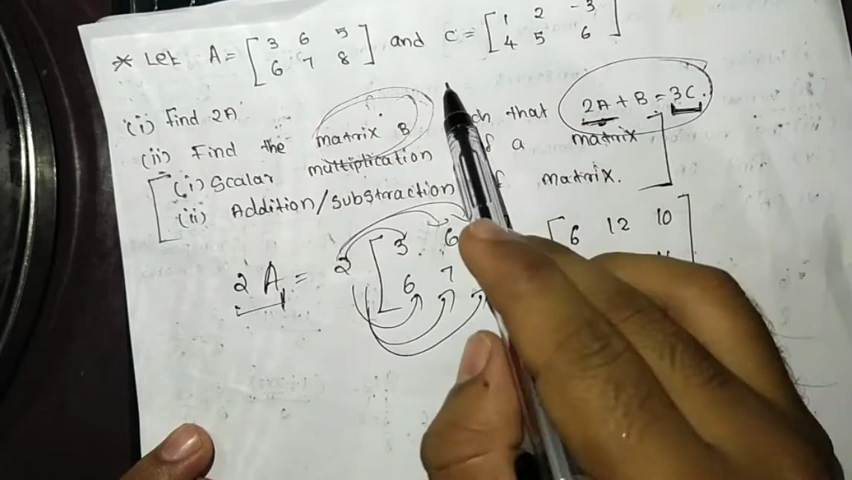 * Let A = [ 3 6 5 ] and C = [ 1 2 -3 ]
6 7 8 4 5 6
(i) Find 2A
(ii) Find the matrix B ch that 2A + B = 3C.
[ (i) Scalar multiplication of a matrix ]
(ii) Addition/substraction of matrix.
2 A = 2 [ 3 6 [ 6 12 10 ]
6 7